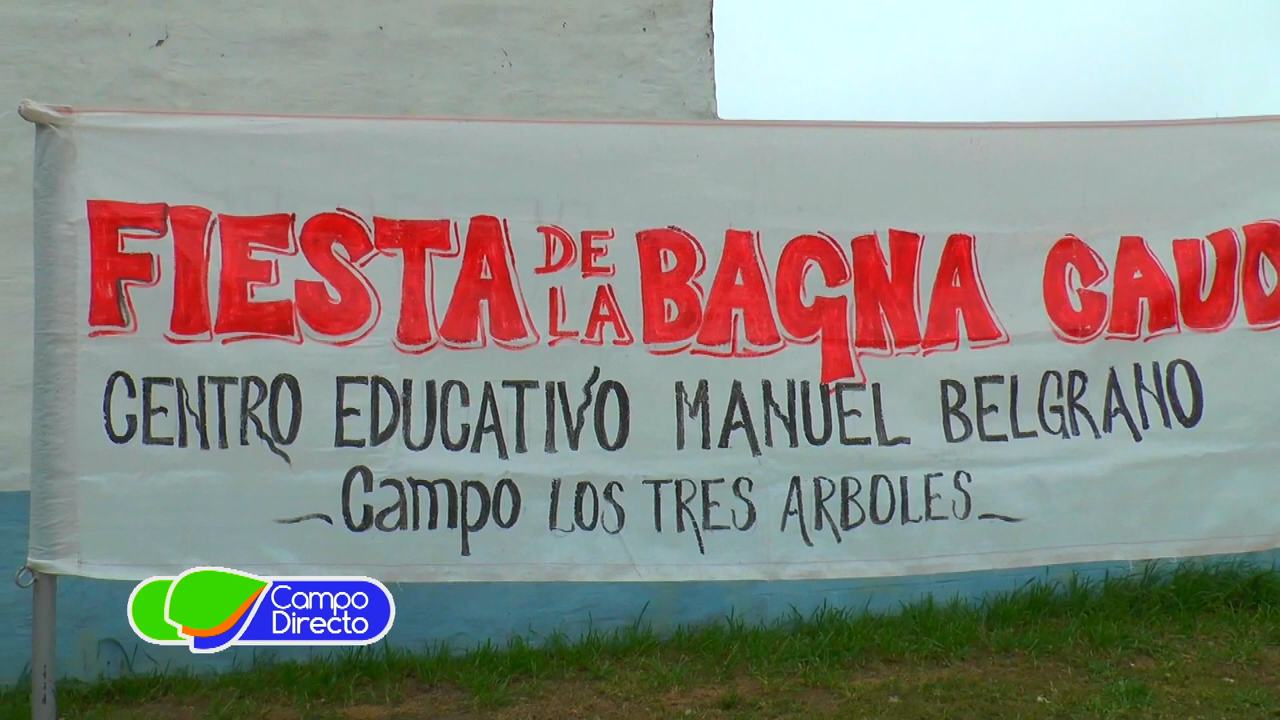 FIESTA DE LA BAGNA CAUD
CENTRO EDUCATIVO MANUEL BELGRANO
~Campo LOS TRES ARBOLES~
Campo
Directo